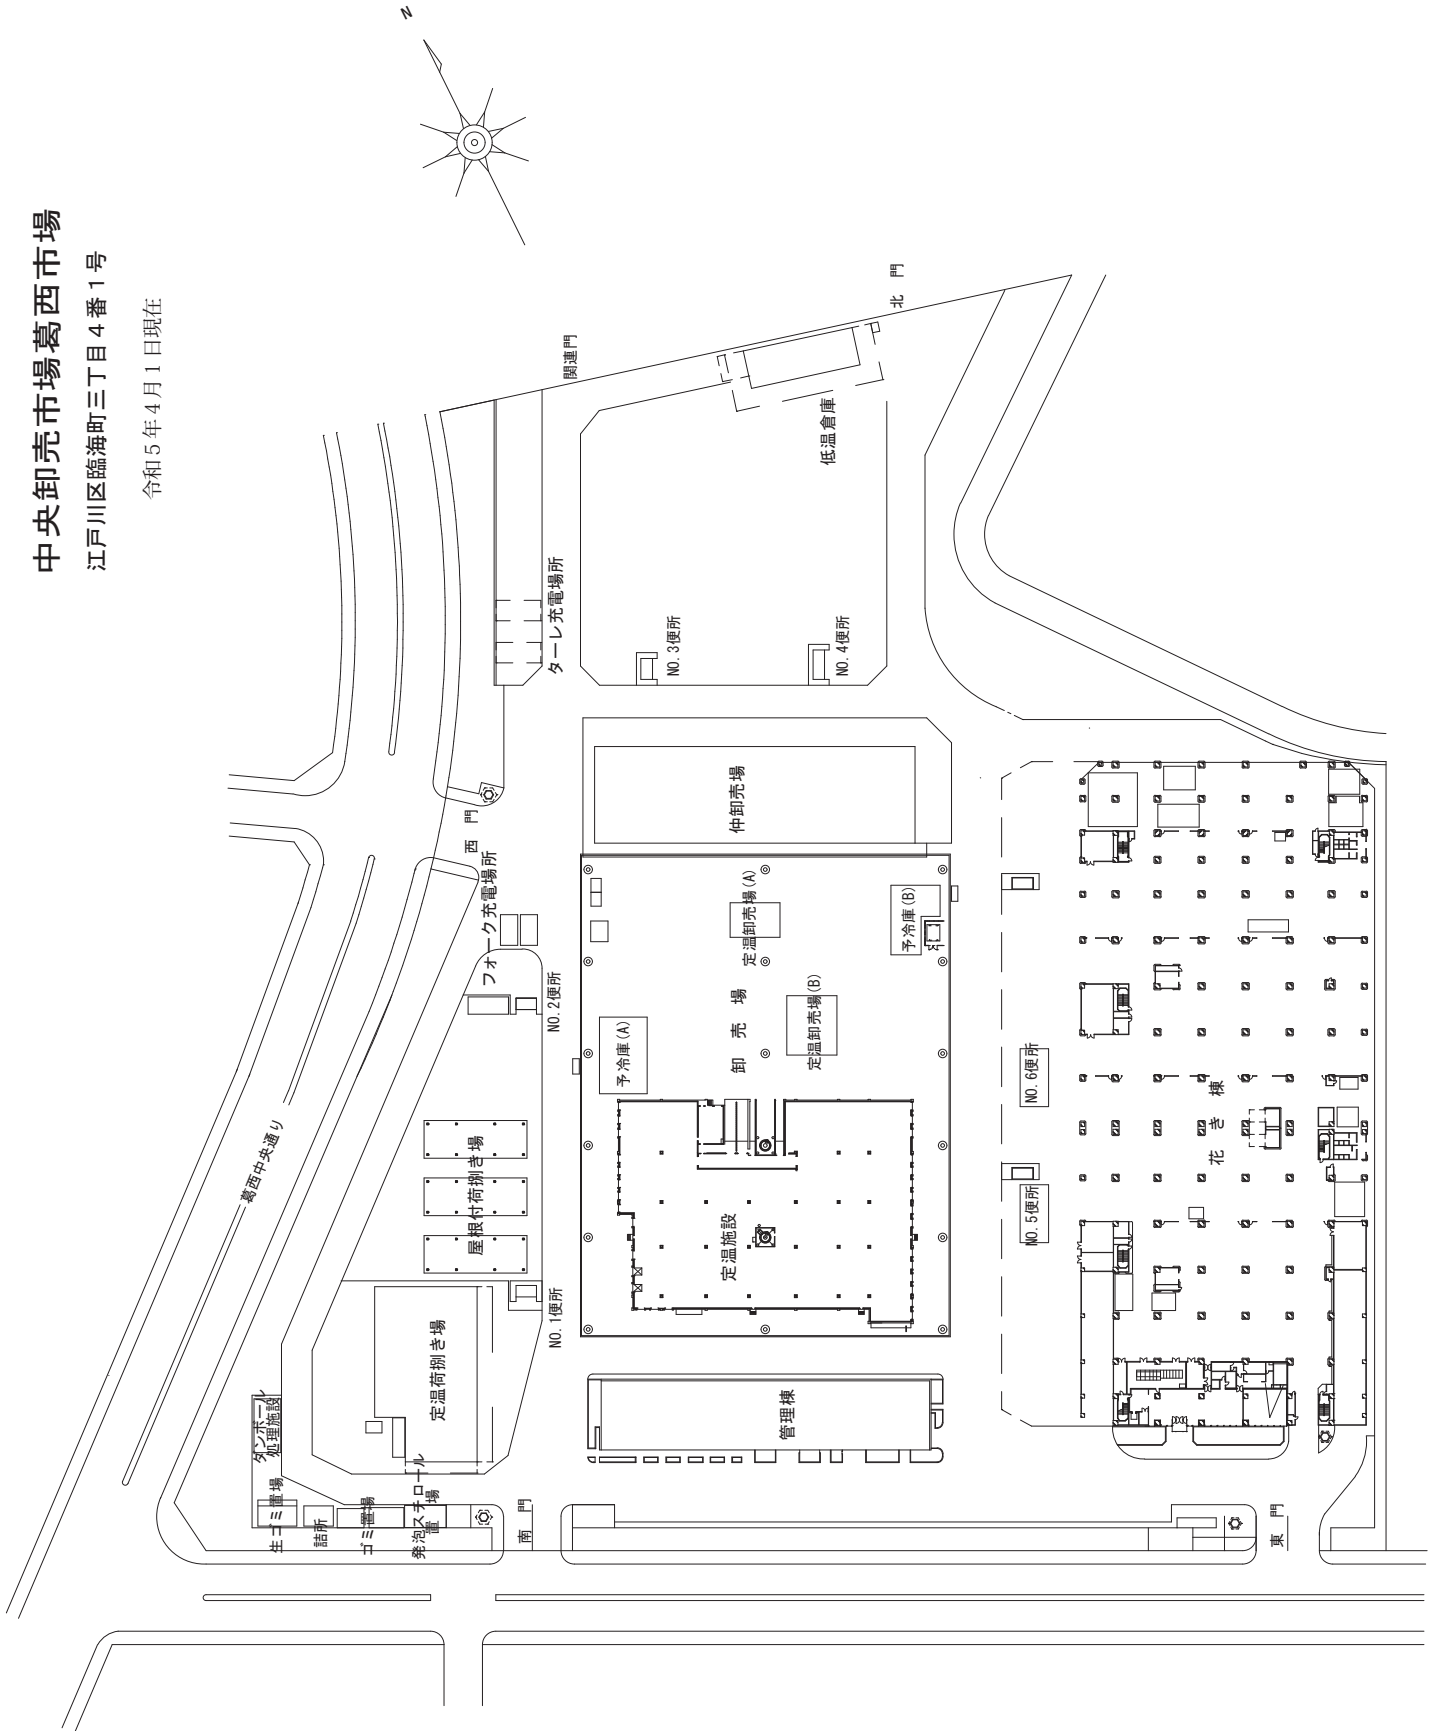 中央卸売市場葛西市場
江戸川区臨海町三丁目４番１号
令和５年４月１日現在
N
関連門
北門
低温倉庫
ターレ充電場所
NO.3便所
NO.4便所
西門
フォーク充電場所
仲卸売場
NO.2便所
予冷庫(A)
卸売場
定温卸売場(A)
定温卸売場(B)
予冷庫(B)
葛西中央通り
屋根付荷捌き場
定温施設
NO.1便所
定温荷捌き場
NO.6便所
NO.5便所
花き棟
管理棟
ダンボール
処理施設
生ゴミ置場
詰所
ゴミ置場
発泡スチロール
置場
南門
東門